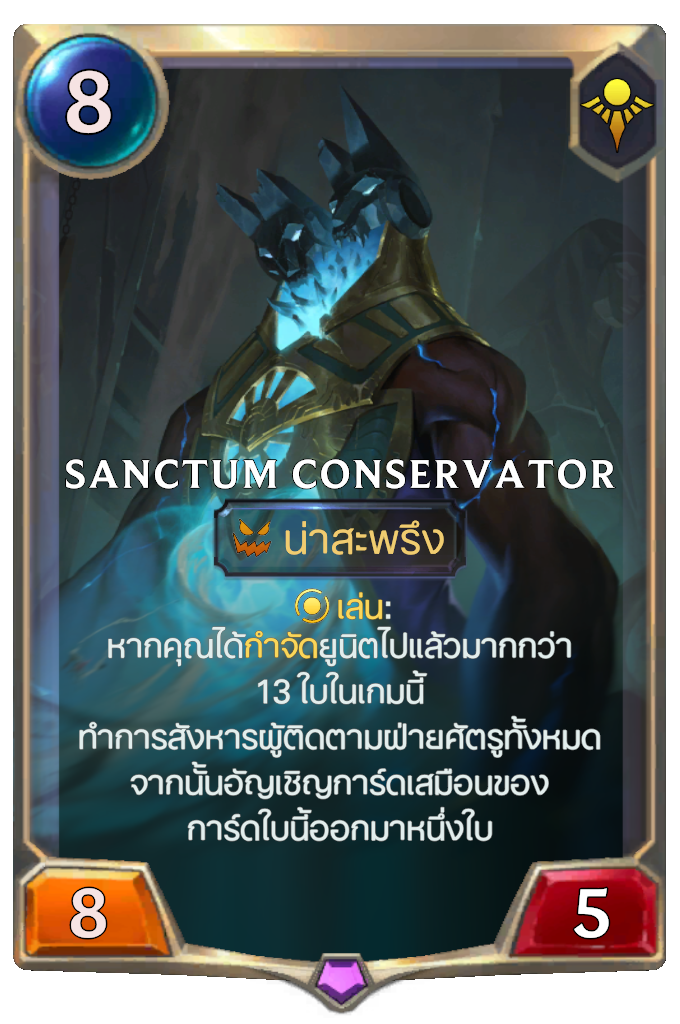 8
SANCTUM CONSERVATOR
น่าสะพรึง
เล่น:
หากคุณได้กำจัดยูนิตไปแล้วมากกว่า
13 ใบในเกมนี้
ทำการสังหารผู้ติดตามฝ่ายศัตรูทั้งหมด
จากนั้นอัญเชิญการ์ดเสมือนของ
การ์ดใบนี้ออกมาหนึ่งใบ
8
5